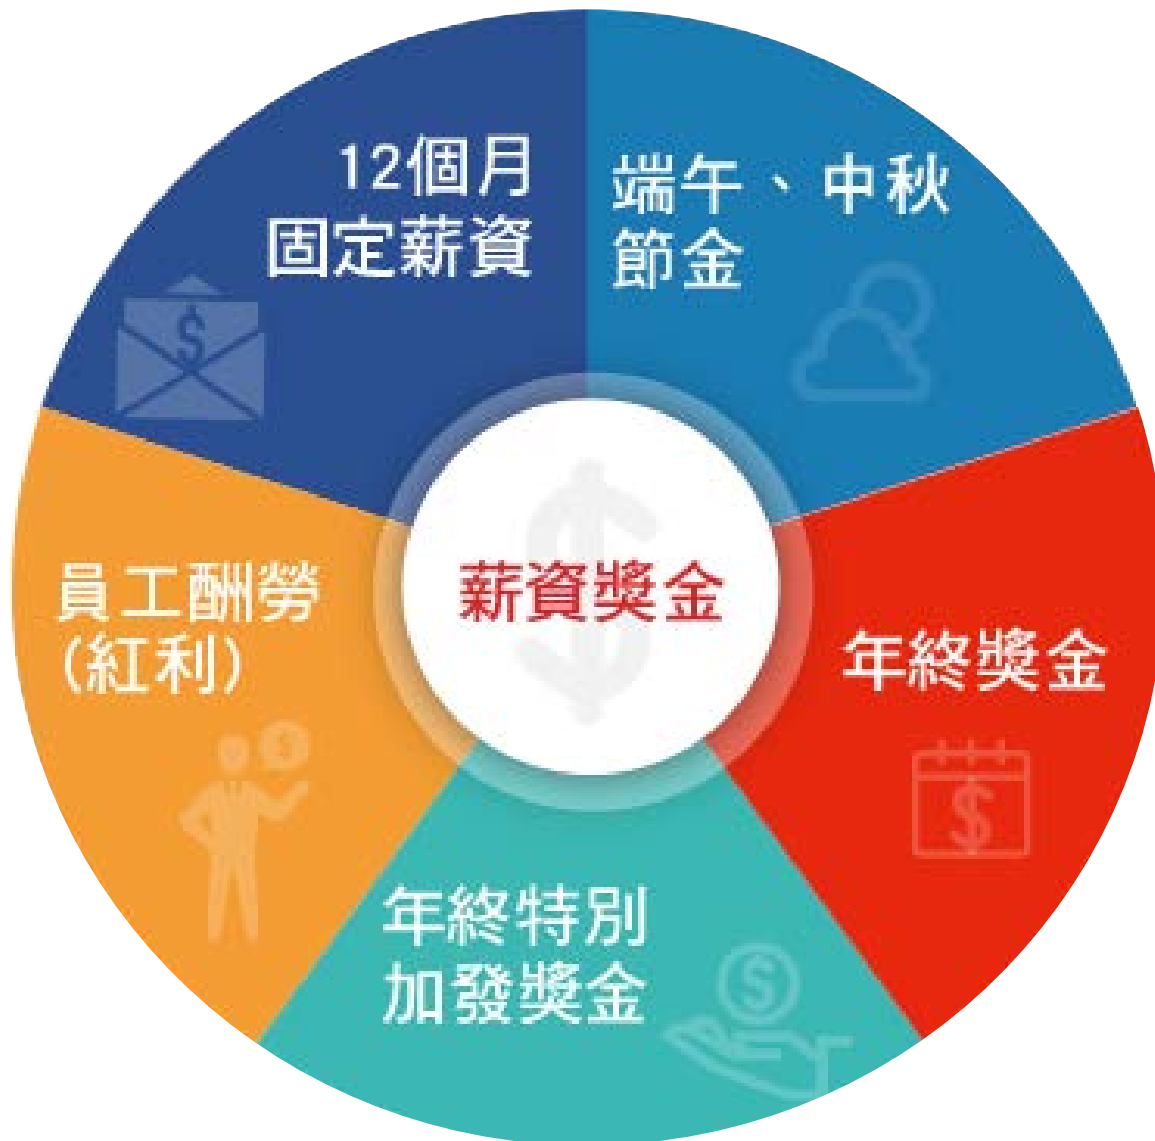 12個月
固定薪資
端午、中秋
節金
薪資獎金
年終獎金
年終特別
加發獎金
員工酬勞
(紅利)